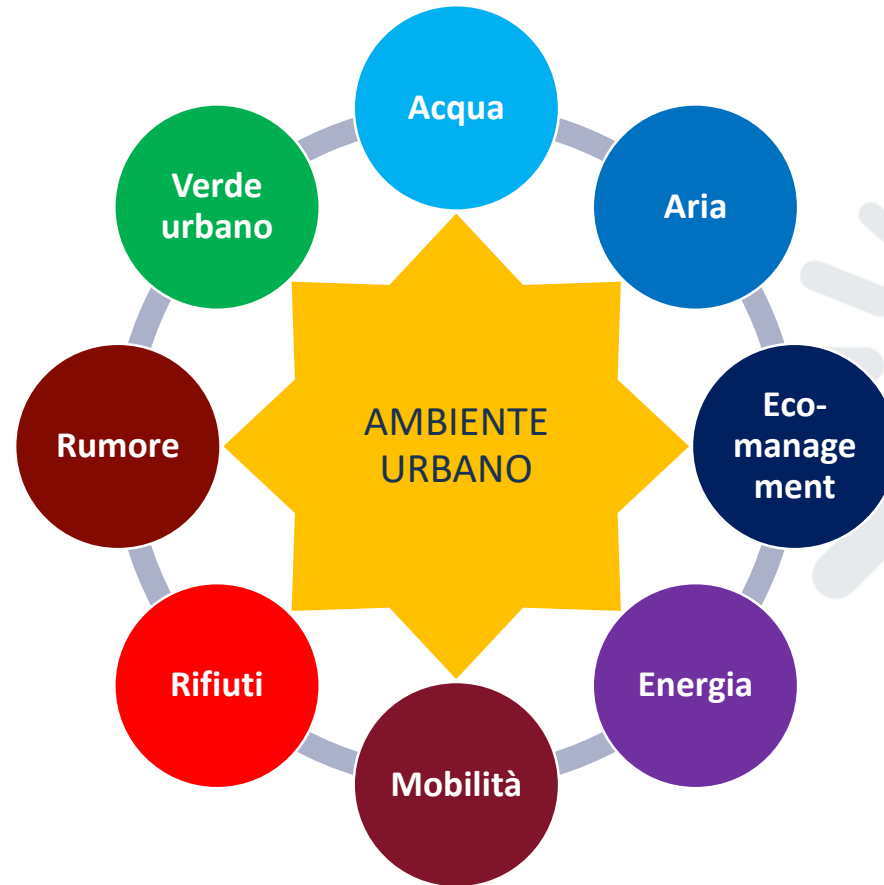 Acqua
Aria
Eco-
manage
ment
Energia
Mobilità
Rifiuti
Rumore
Verde
urbano
AMBIENTE
URBANO